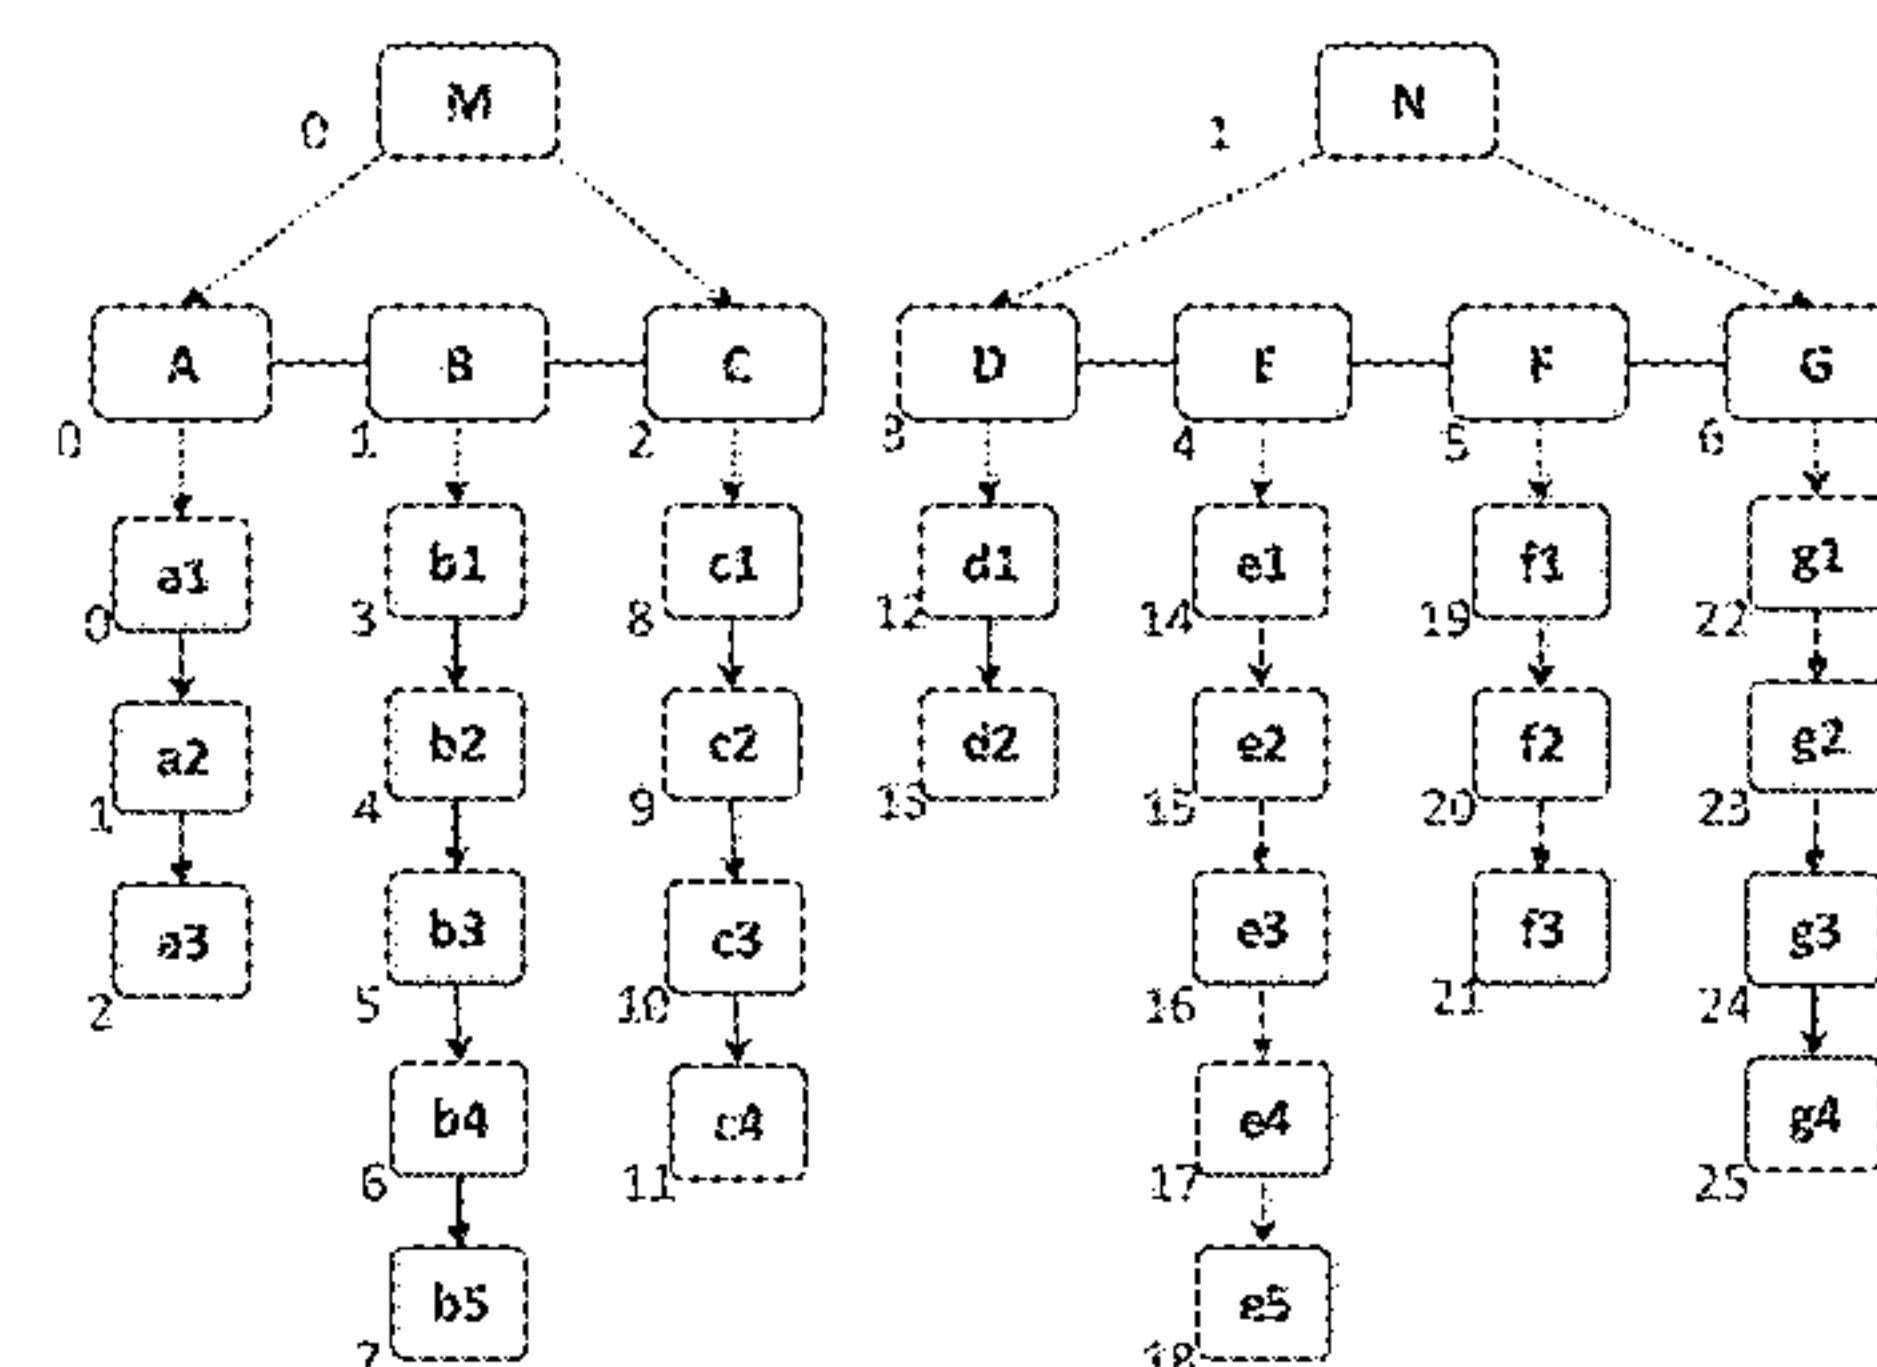 M N
0 1
A B C D E F G
0 1 2 3 4 5 6
a1 b1 c1 d1 e1 f1 g1
0 3 8 12 14 19 22
a2 b2 c2 d2 e2 f2 g2
1 4 9 13 15 20 23
a3 b3 c3 e3 f3 g3
2 5 10 16 21 24
b4 c4 e4 g4
6 11 17 25
b5 e5
7 18